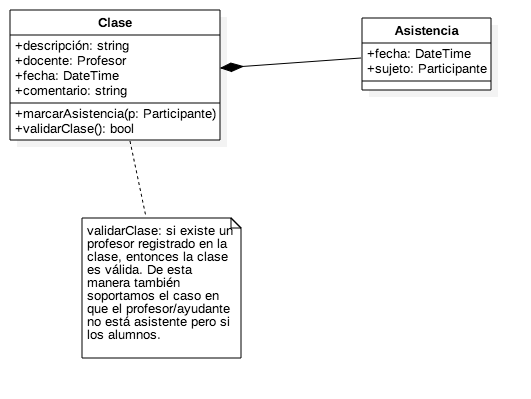 Clase
+descripción: string
+docente: Profesor
+fecha: DateTime
+comentario: string
+marcarAsistencia(p: Participante)
+validarClase(): bool
Asistencia
+fecha: DateTime
+sujeto: Participante
validarClase: si existe un
profesor registrado en la
clase, entonces la clase
es válida. De esta
manera también
soportamos el caso en
que el profesor/ayudante
no está asistente pero si
los alumnos.